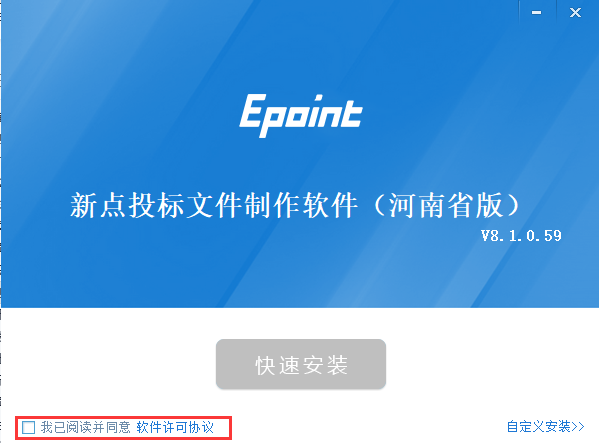 Epoint
新点投标文件制作软件（河南省版）
V8.1.0.59
快速安装
我已阅读并同意 软件许可协议
自定义安装>>